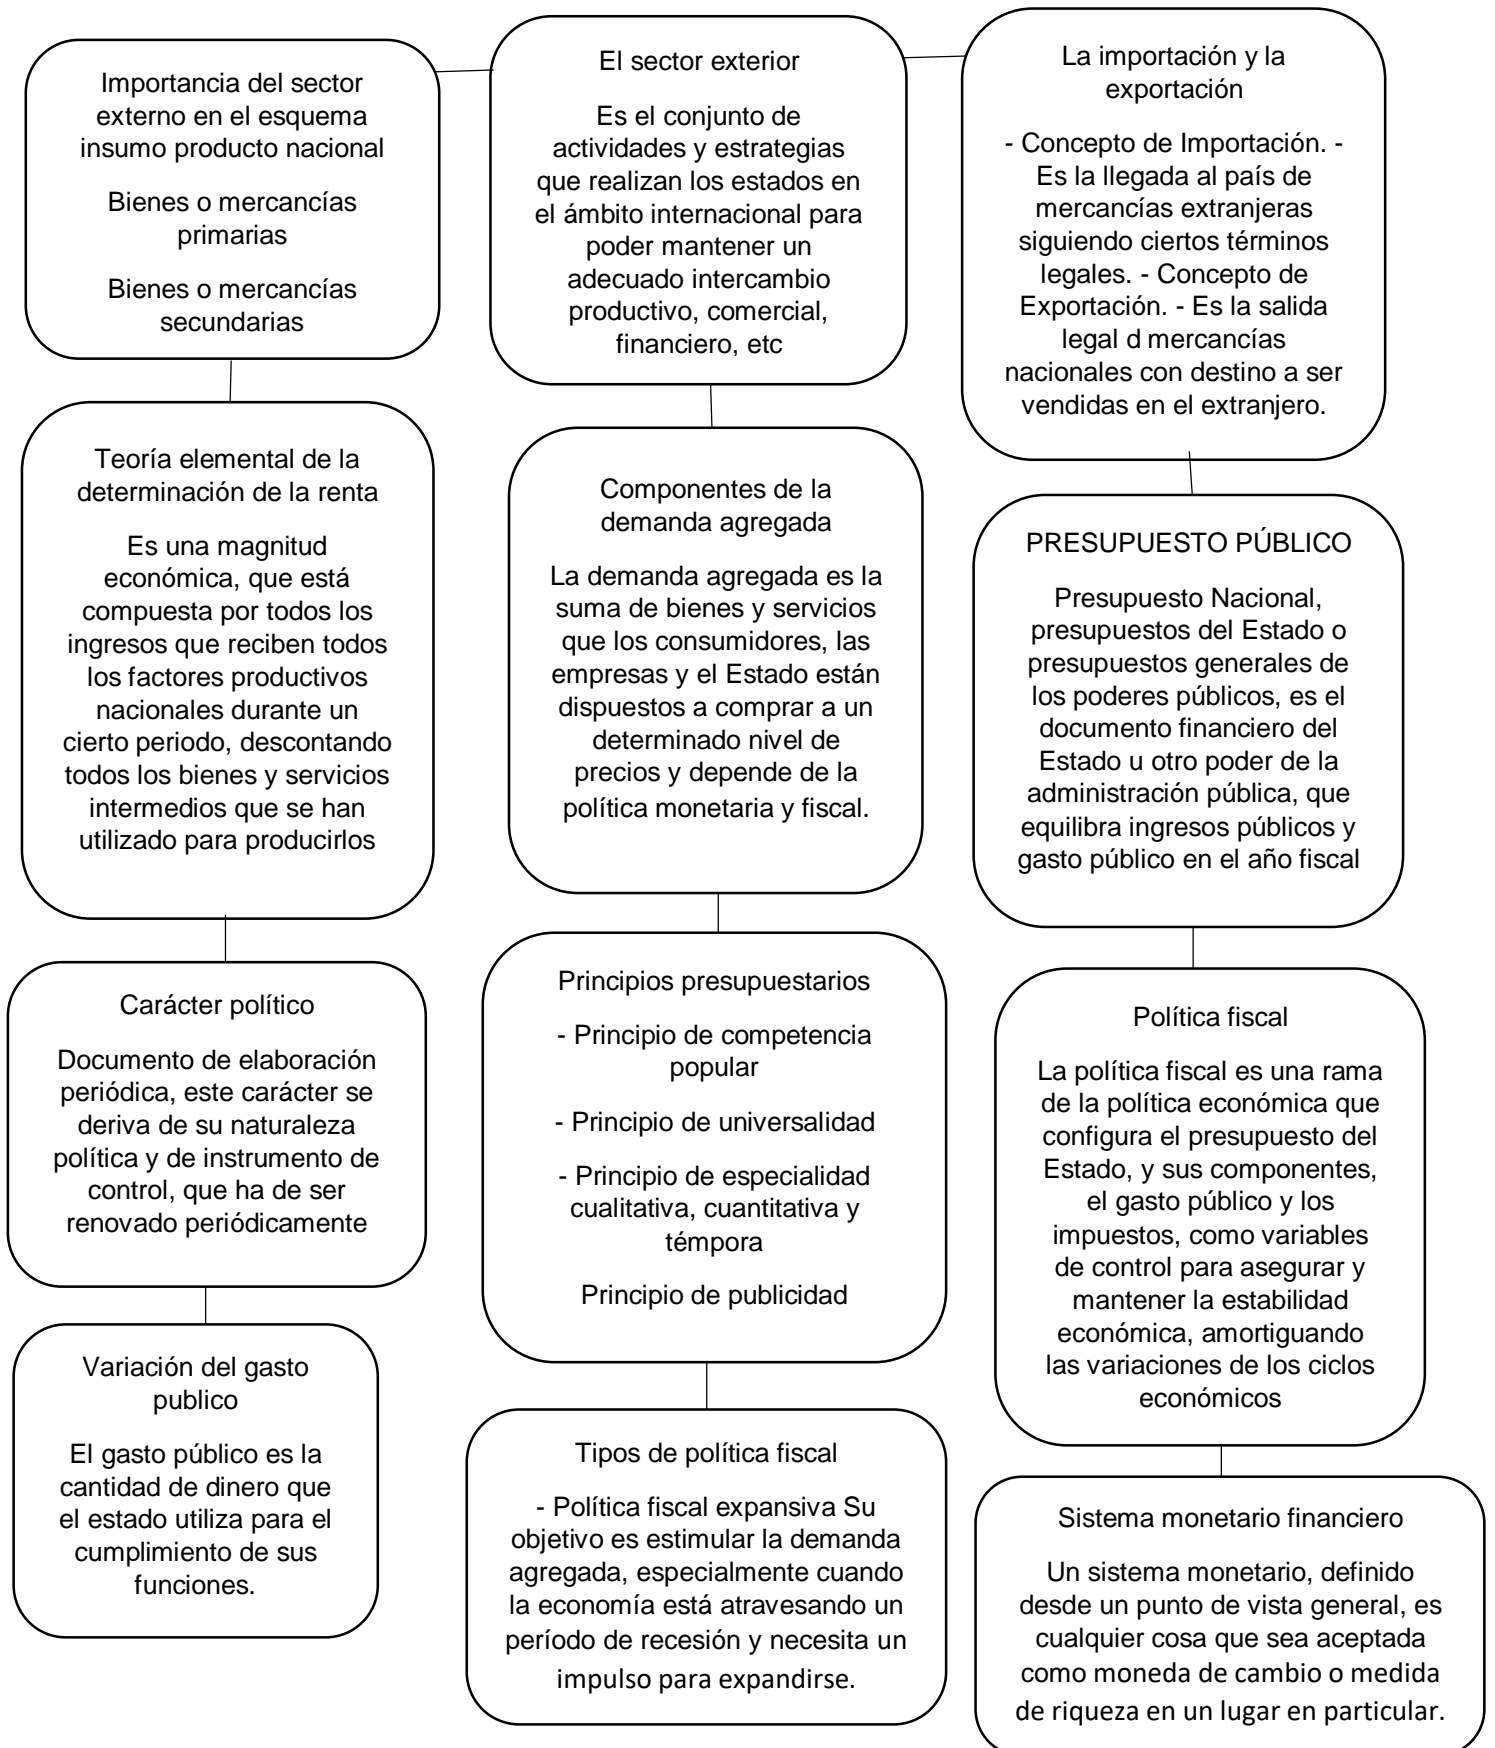 Importancia del sector
externo en el esquema
insumo producto nacional
Bienes o mercancías
primarias
Bienes o mercancías
secundarias
El sector exterior
Es el conjunto de
actividades y estrategias
que realizan los estados en
el ámbito internacional para
poder mantener un
adecuado intercambio
productivo, comercial,
financiero, etc
La importación y la
exportación
- Concepto de Importación. -
Es la llegada al país de
mercancías extranjeras
siguiendo ciertos términos
legales. - Concepto de
Exportación. - Es la salida
legal d mercancías
nacionales con destino a ser
vendidas en el extranjero.
Teoría elemental de la
determinación de la renta
Es una magnitud
económica, que está
compuesta por todos los
ingresos que reciben todos
los factores productivos
nacionales durante un
cierto periodo, descontando
todos los bienes y servicios
intermedios que se han
utilizado para producirlos
Componentes de la
demanda agregada
La demanda agregada es la
suma de bienes y servicios
que los consumidores, las
empresas y el Estado están
dispuestos a comprar a un
determinado nivel de
precios y depende de la
política monetaria y fiscal.
PRESUPUESTO PÚBLICO
Presupuesto Nacional,
presupuestos del Estado o
presupuestos generales de
los poderes públicos, es el
documento financiero del
Estado u otro poder de la
administración pública, que
equilibra ingresos públicos y
gasto público en el año fiscal
Carácter político
Documento de elaboración
periódica, este carácter se
deriva de su naturaleza
política y de instrumento de
control, que ha de ser
renovado periódicamente
Principios presupuestarios
- Principio de competencia
popular
- Principio de universalidad
- Principio de especialidad
cualitativa, cuantitativa y
témpora
Principio de publicidad
Política fiscal
La política fiscal es una rama
de la política económica que
configura el presupuesto del
Estado, y sus componentes,
el gasto público y los
impuestos, como variables
de control para asegurar y
mantener la estabilidad
económica, amortiguando
las variaciones de los ciclos
económicos
Variación del gasto
publico
El gasto público es la
cantidad de dinero que
el estado utiliza para el
cumplimiento de sus
funciones.
Tipos de política fiscal
- Política fiscal expansiva Su
objetivo es estimular la demanda
agregada, especialmente cuando
la economía está atravesando un
período de recesión y necesita un
impulso para expandirse.
Sistema monetario financiero
Un sistema monetario, definido
desde un punto de vista general, es
cualquier cosa que sea aceptada
como moneda de cambio o medida
de riqueza en un lugar en particular.